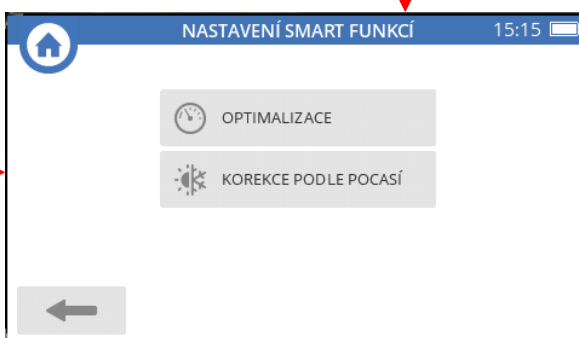 NASTAVENÍ SMART FUNKCÍ 15:15
OPTIMALIZACE
KOREKCE PODLE POCASÍ